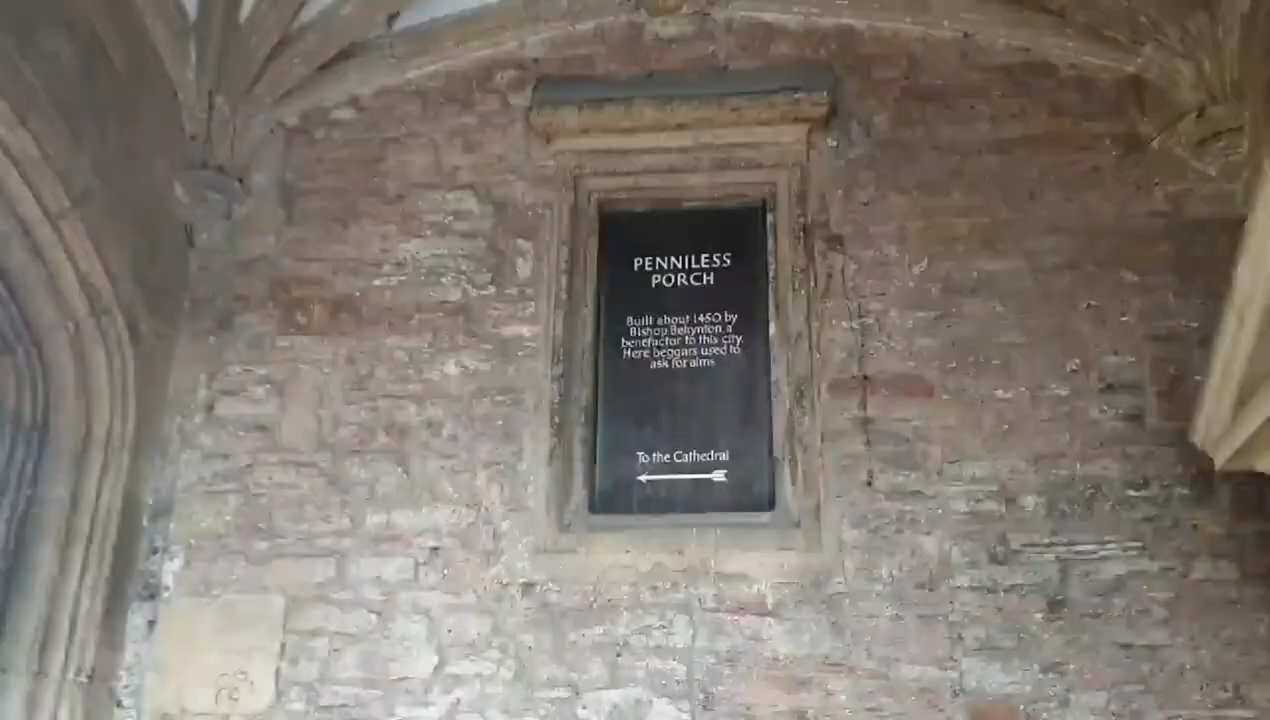 PENNILESS
PORCH
Built about 1450 by
Bishop Bekynton a
benefactor to this city.
Here beggars used to
ask for alms
To the Cathedral